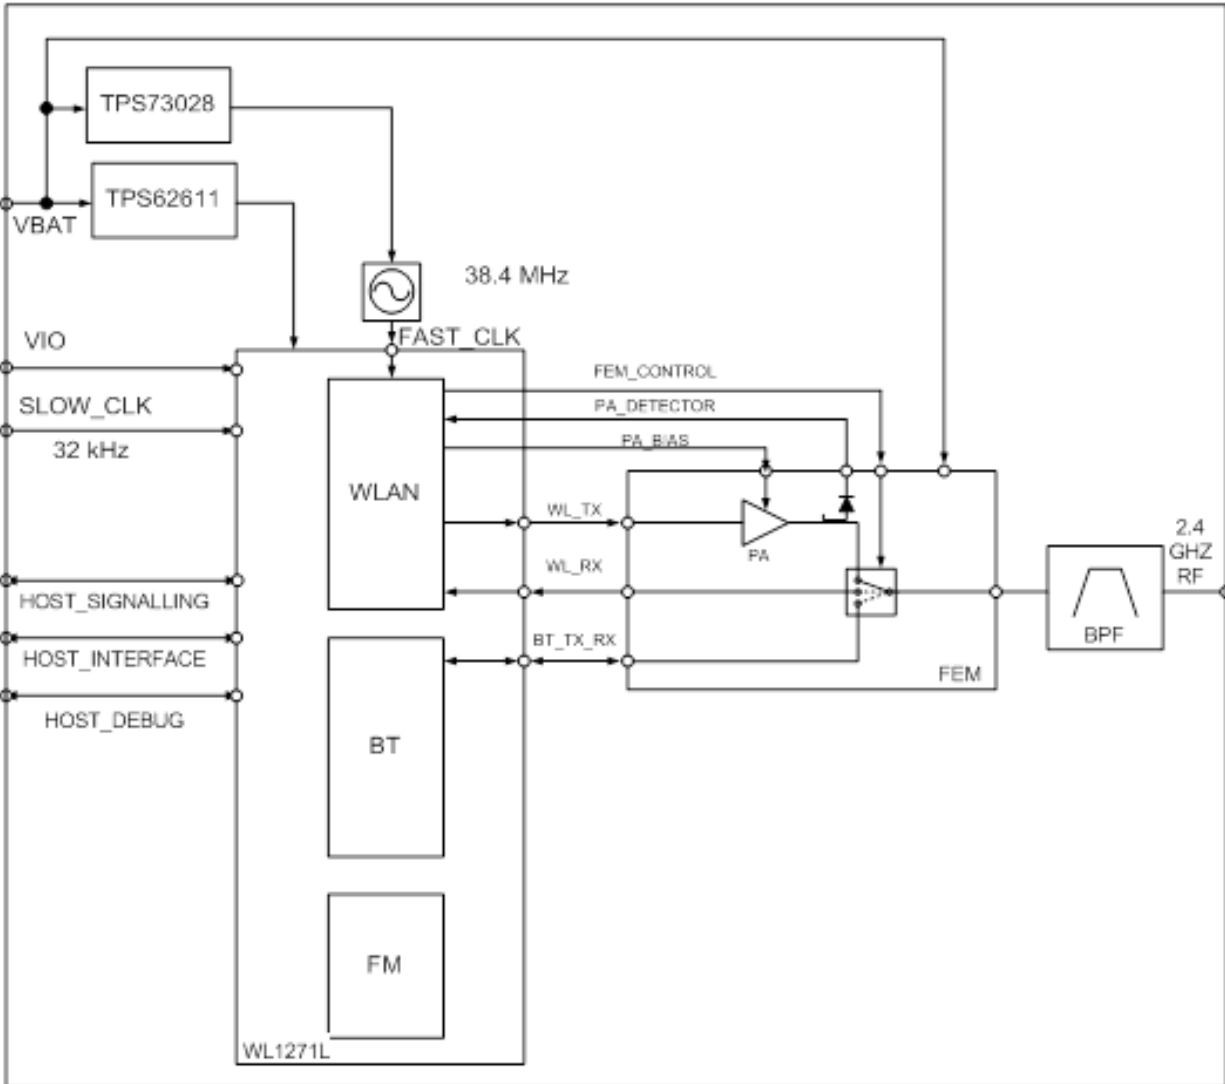 TPS73028
TPS62611
VBAT
38.4 MHz
VIO
FAST_CLK
FEM_CONTROL
SLOW_CLK
PA_DETECTOR
32 kHz
PA_BIAS
WLAN
WL_TX
2.4
GHZ
RF
PA
WL_RX
HOST_SIGNALLING
BPF
BT_TX_RX
HOST_INTERFACE
FEM
HOST_DEBUG
BT
FM
WL1271L